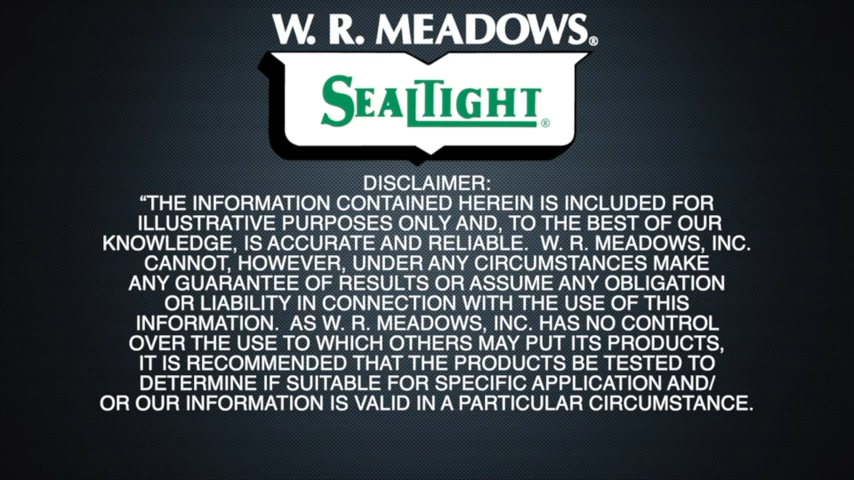 W. R. MEADOWS®
SEALTIGHT®
DISCLAIMER:
“THE INFORMATION CONTAINED HEREIN IS INCLUDED FOR
ILLUSTRATIVE PURPOSES ONLY AND, TO THE BEST OF OUR
KNOWLEDGE, IS ACCURATE AND RELIABLE.  W. R. MEADOWS, INC.
CANNOT, HOWEVER, UNDER ANY CIRCUMSTANCES MAKE
ANY GUARANTEE OF RESULTS OR ASSUME ANY OBLIGATION
OR LIABILITY IN CONNECTION WITH THE USE OF THIS
INFORMATION.  AS W. R. MEADOWS, INC. HAS NO CONTROL
OVER THE USE TO WHICH OTHERS MAY PUT ITS PRODUCTS,
IT IS RECOMMENDED THAT THE PRODUCTS BE TESTED TO
DETERMINE IF SUITABLE FOR SPECIFIC APPLICATION AND/
OR OUR INFORMATION IS VALID IN A PARTICULAR CIRCUMSTANCE.